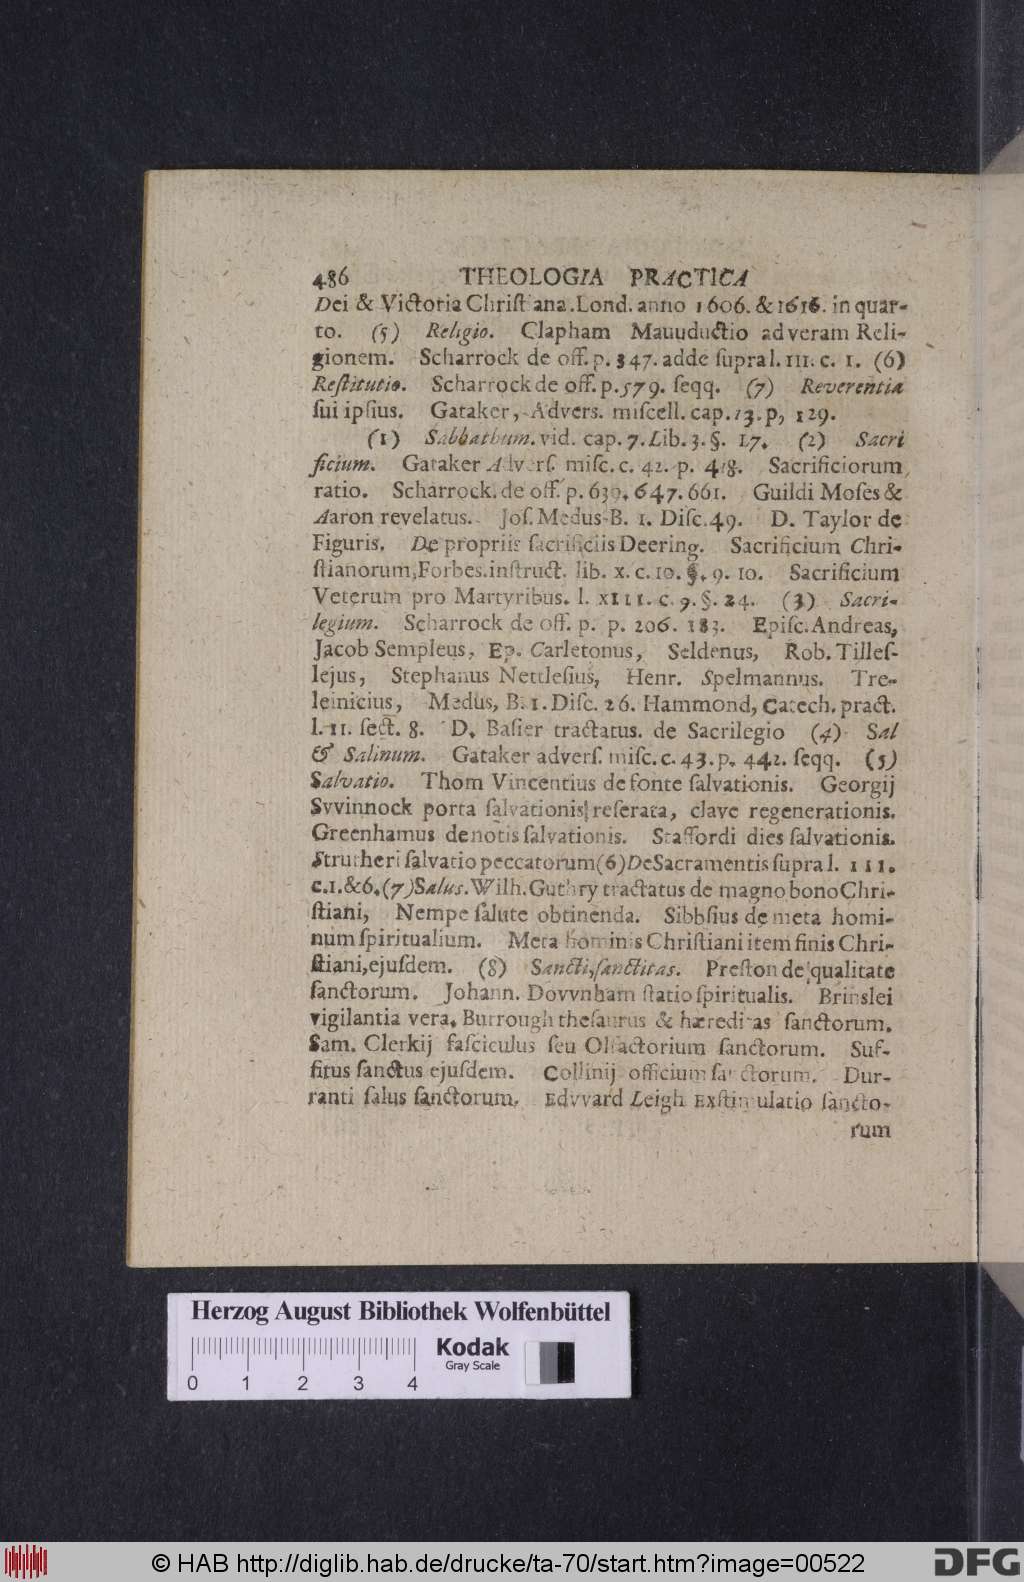 486 THEOLOGIA PRACTICA
Dei & Victoria Christiana. Lond. anno 1606. & 1616. in quar-
to. (5) Religio. Clapham Mauuductio ad veram Reli-
gionem. Scharrock de off. p. 347. adde ſupra l. III. c. 1. (6)
Reſtitutio. Scharrock de off. p. 579. ſeqq. (7) Reverentia
ſui ipſius. Gataker, Advers. miſcell. cap. 13. p, 129.
(1) Sabbathum. vid. cap. 7. Lib. 3. §. 17. (2) Sacri
ficium. Gataker Adverſ. miſc. c. 42. p. 418. Sacrificiorum
ratio. Scharrock. de off. p. 639. 647. 661. Guildi Moſes &
Aaron revelatus. Joſ. Medus B. 1. Diſc. 49. D. Taylor de
Figuris. De propriis ſacrificiis Deering. Sacrificium Chri-
ſtianorum, Forbes. inſtruct. lib. x. c. 10. §. 9. 10. Sacrificium
Veterum pro Martyribus. l. XIII. c. 9. §. 24. (3) Sacri-
legium. Scharrock de off. p. p. 206. 183. Epiſc. Andreas,
Jacob Sempleus, Ep. Carletonus, Seldenus, Rob. Tilleſ-
lejus, Stephanus Nettleſius, Henr. Spelmannus. Tre-
leinicius, Medus, B. 1. Diſc. 26. Hammond, Catech. pract.
l. II. ſect. 8. D. Baſier tractatus. de Sacrilegio (4) Sal
& Salinum. Gataker adverſ. miſc. c. 43. p. 442. ſeqq. (5)
Salvatio. Thom Vincentius de fonte ſalvationis. Georgij
Svvinnock porta ſalvationis reſerata, clave regenerationis.
Greenhamus de notis ſalvationis. Staffordi dies ſalvationis.
Strutheri ſalvatio peccatorum (6) De Sacramentis ſupra l. III.
c. 1. & 6. (7) Salus. Wilh. Guthry tractatus de magno bono Chri-
ſtiani, Nempe ſalute obtinenda. Sibbſius de meta homi-
num ſpiritualium. Meta hominis Chriſtiani item finis Chri-
ſtiani, ejuſdem. (8) Sancti, ſanctitas. Preſton de qualitate
ſanctorum. Johann. Dovvnham ſtatio ſpiritualis. Brinslei
vigilantia vera. Burrough theſaurus & hæreditas ſanctorum.
Sam. Clerkij faſciculus ſeu Olfactorium ſanctorum. Suf-
fitus ſanctus ejuſdem. Collinij officium ſanctorum. Dur-
ranti ſalus ſanctorum. Edvvard Leigh Exſtimulatio ſancto-
rum
Herzog August Bibliothek Wolfenbüttel
Kodak
Gray Scale
0 1 2 3 4
© HAB http://diglib.hab.de/drucke/ta-70/start.htm?image=00522
DFG